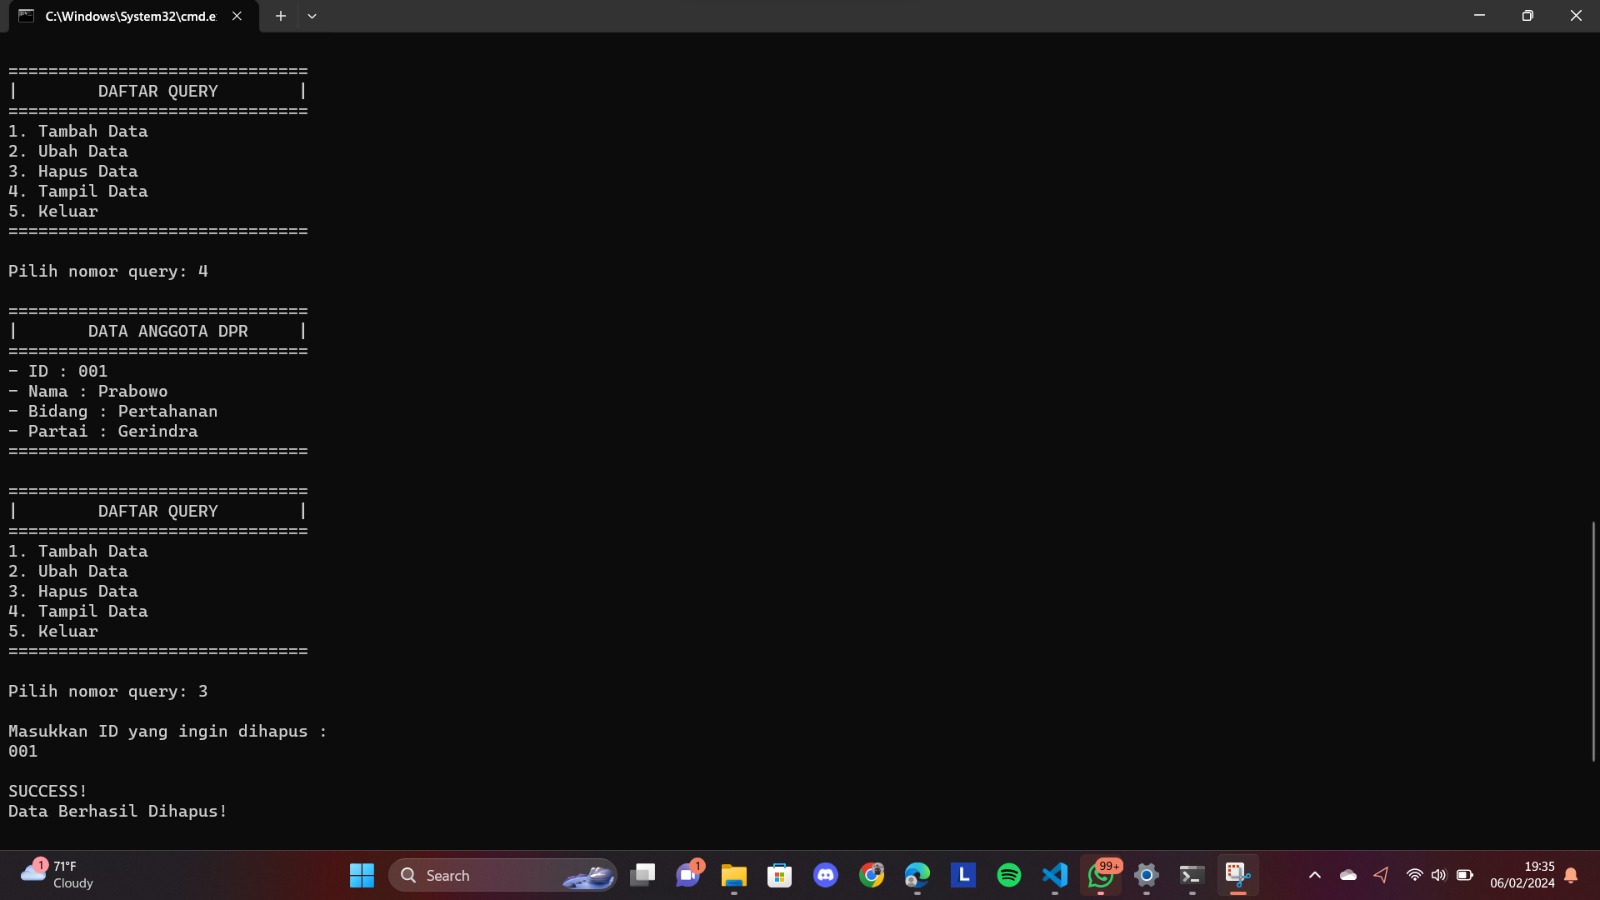 C:\Windows\System32\cmd.e
==============================
|        DAFTAR QUERY        |
==============================
1. Tambah Data
2. Ubah Data
3. Hapus Data
4. Tampil Data
5. Keluar
==============================
Pilih nomor query: 4
==============================
|       DATA ANGGOTA DPR     |
==============================
- ID : 001
- Nama : Prabowo
- Bidang : Pertahanan
- Partai : Gerindra
==============================
==============================
|        DAFTAR QUERY        |
==============================
1. Tambah Data
2. Ubah Data
3. Hapus Data
4. Tampil Data
5. Keluar
==============================
Pilih nomor query: 3
Masukkan ID yang ingin dihapus :
001
SUCCESS!
Data Berhasil Dihapus!
1
71°F
Cloudy
Search
1
L
99+
19:35
06/02/2024